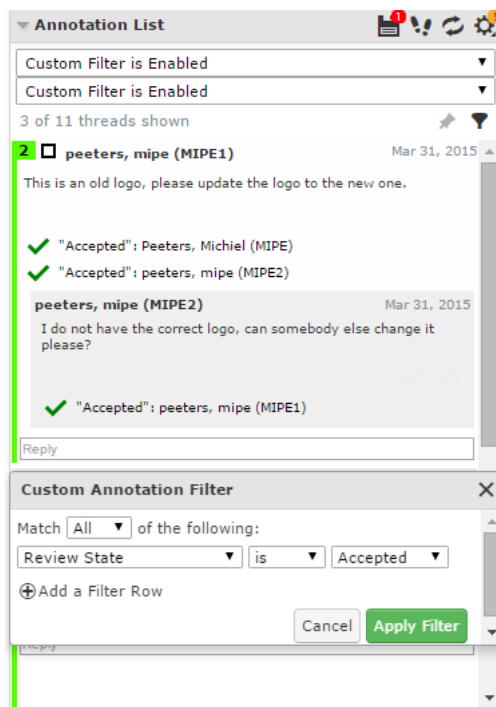 Annotation List
1
Custom Filter is Enabled
Custom Filter is Enabled
3 of 11 threads shown
2 peeters, mipe (MIPE1) Mar 31, 2015
This is an old logo, please update the logo to the new one.
"Accepted": Peeters, Michiel (MIPE)
"Accepted": peeters, mipe (MIPE2)
peeters, mipe (MIPE2) Mar 31, 2015
I do not have the correct logo, can somebody else change it
please?
"Accepted": peeters, mipe (MIPE1)
Reply
Custom Annotation Filter
Match All of the following:
Review State is Accepted
Add a Filter Row
Cancel Apply Filter
Reply